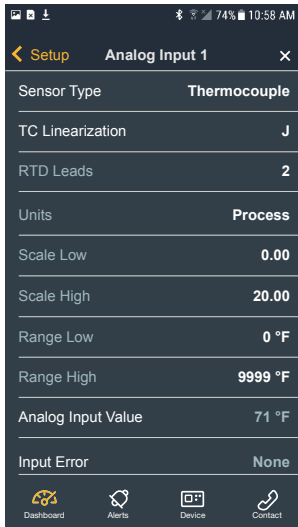 74% 10:58 AM
Setup Analog Input 1 ×
Sensor Type Thermocouple
TC Linearization J
RTD Leads 2
Units Process
Scale Low 0.00
Scale High 20.00
Range Low 0 °F
Range High 9999 °F
Analog Input Value 71 °F
Input Error None
Dashboard Alerts Device Contact